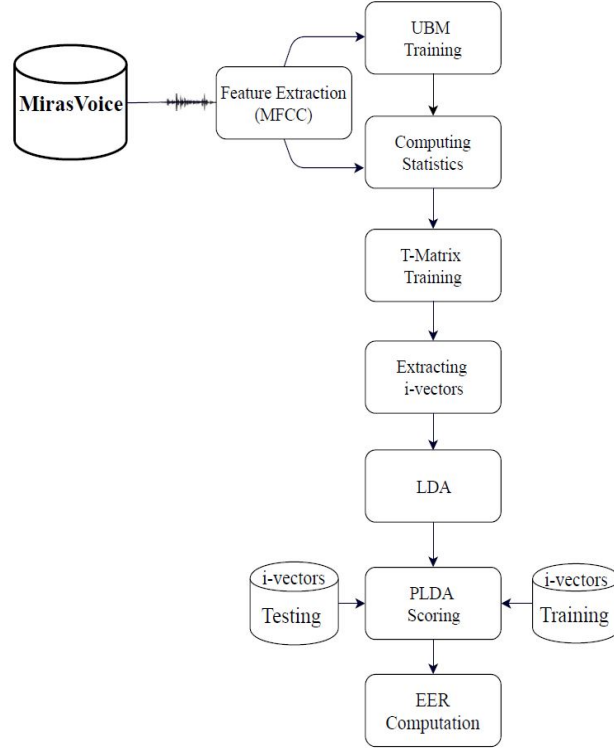 UBM
Training
MirasVoice
Feature Extraction
(MFCC)
Computing
Statistics
T-Matrix
Training
Extracting
i-vectors
LDA
i-vectors
Testing
PLDA
Scoring
i-vectors
Training
EER
Computation